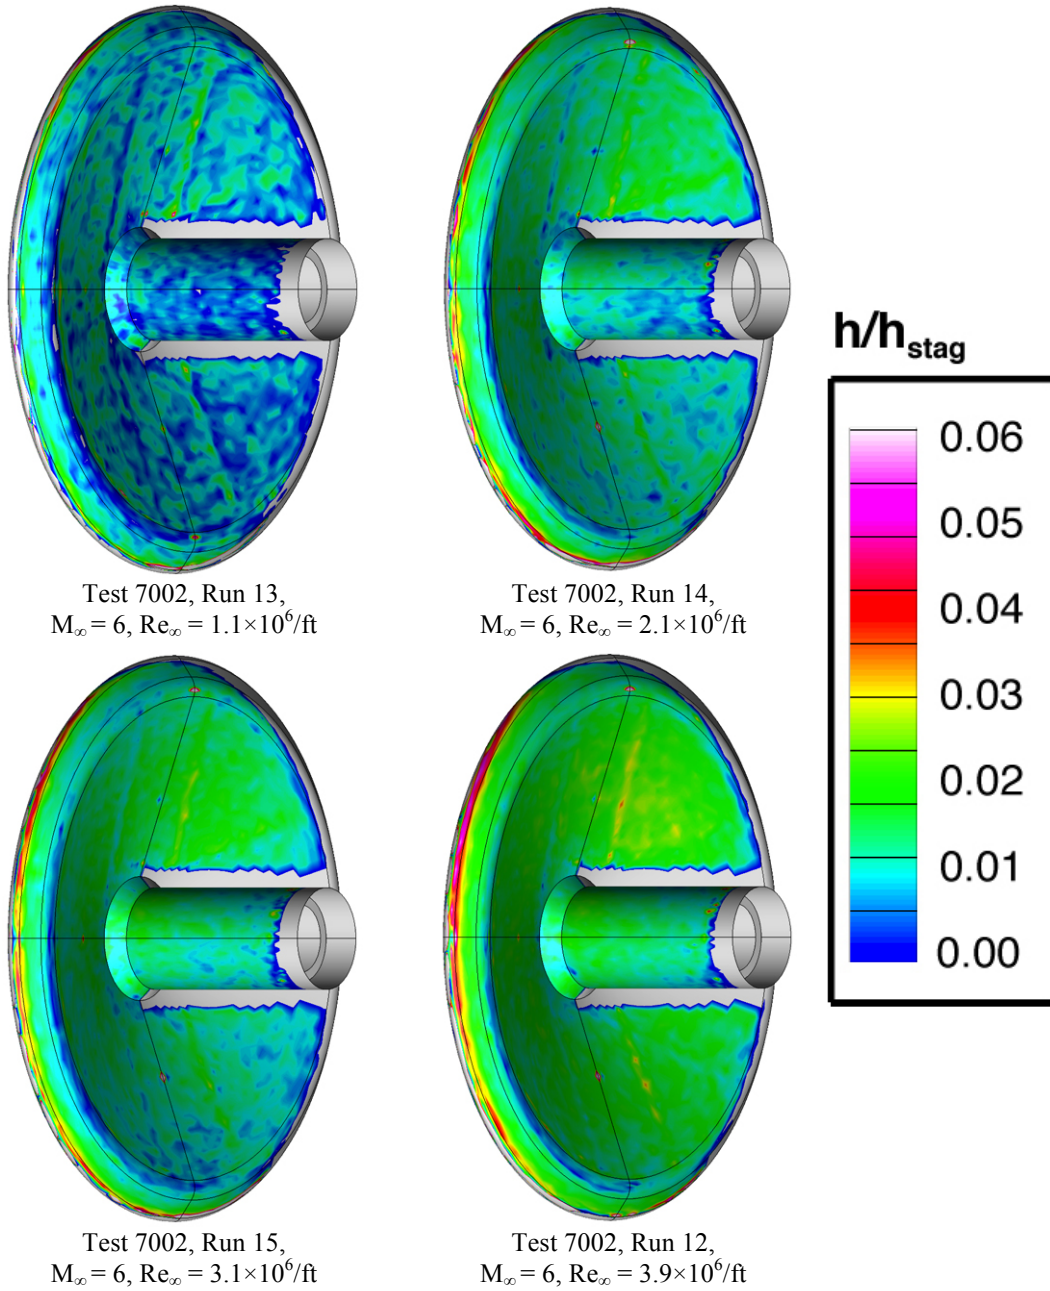 h/h_stag
0.06
0.05
0.04
0.03
0.02
0.01
0.00
Test 7002, Run 13,
M∞ = 6, Re∞ = 1.1×10⁶/ft
Test 7002, Run 14,
M∞ = 6, Re∞ = 2.1×10⁶/ft
Test 7002, Run 15,
M∞ = 6, Re∞ = 3.1×10⁶/ft
Test 7002, Run 12,
M∞ = 6, Re∞ = 3.9×10⁶/ft